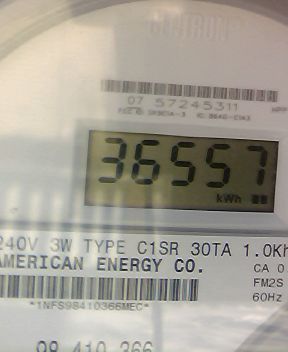 07 57245311
36557
kWh
240V 3W TYPE C1SR 30TA 1.0Kh
AMERICAN ENERGY CO.
CA 0.
FM2S
60Hz
*1NFS98410366MEC*
98 410 366